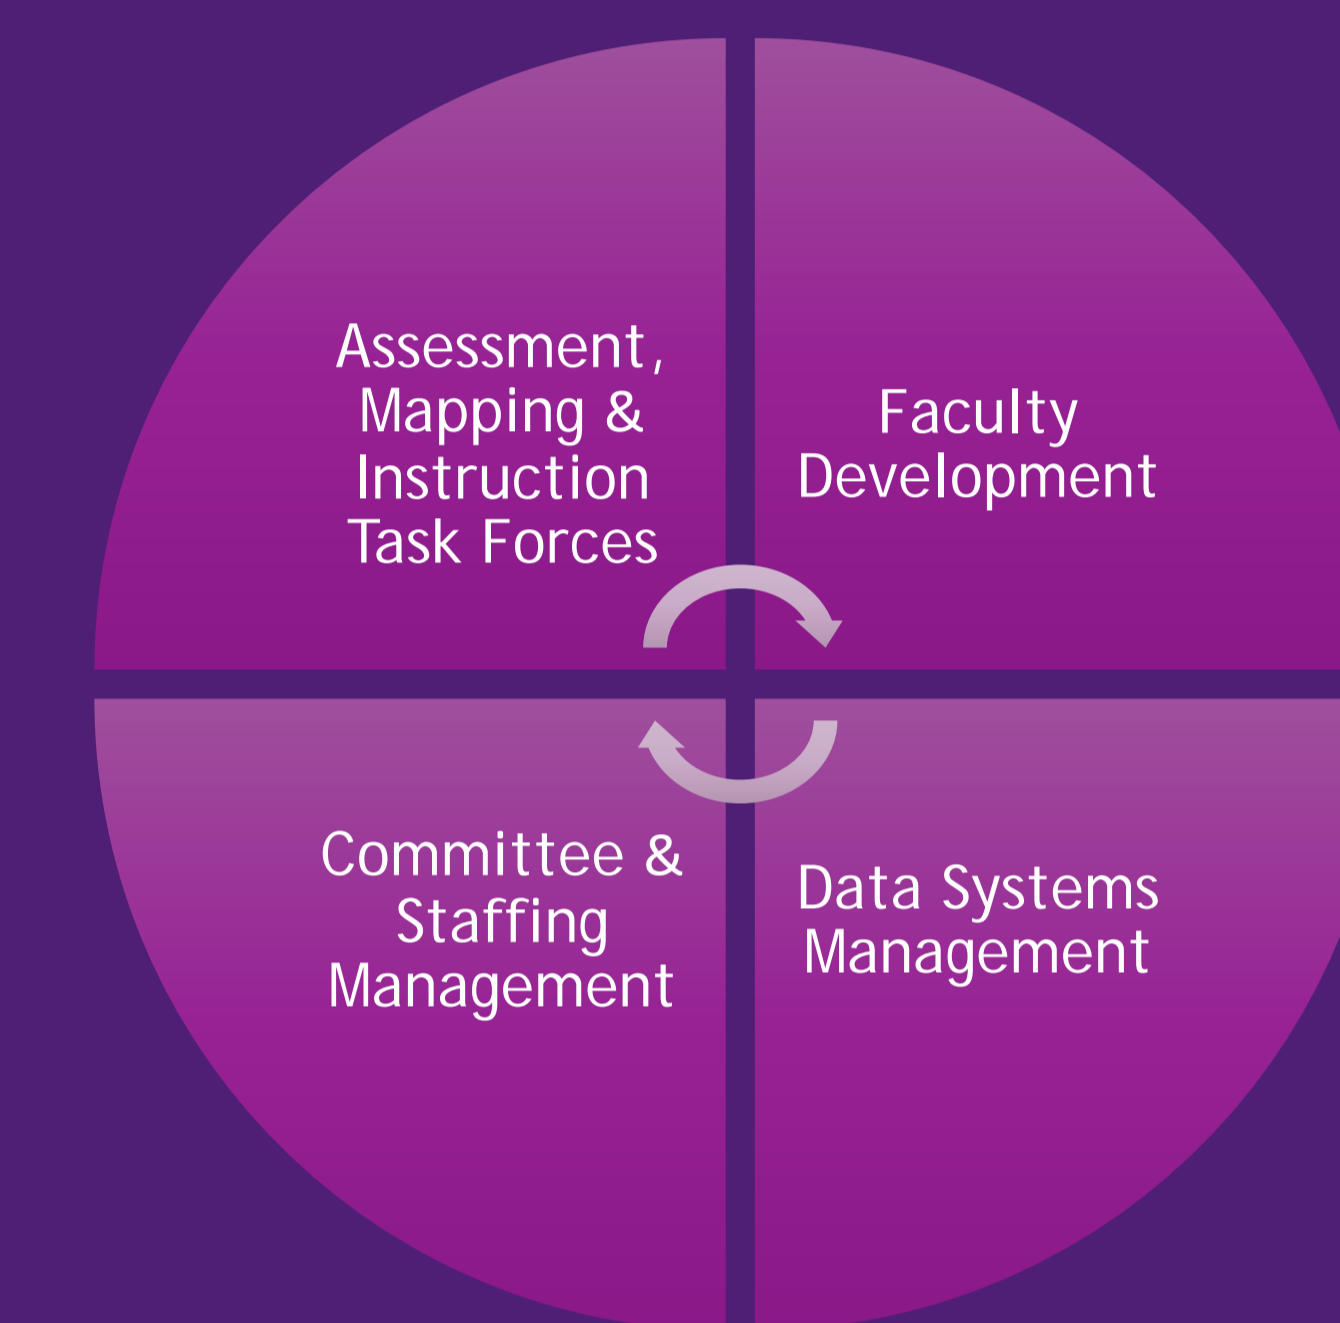 Assessment,
Mapping &
Instruction
Task Forces
Faculty
Development
Committee &
Staffing
Management
Data Systems
Management